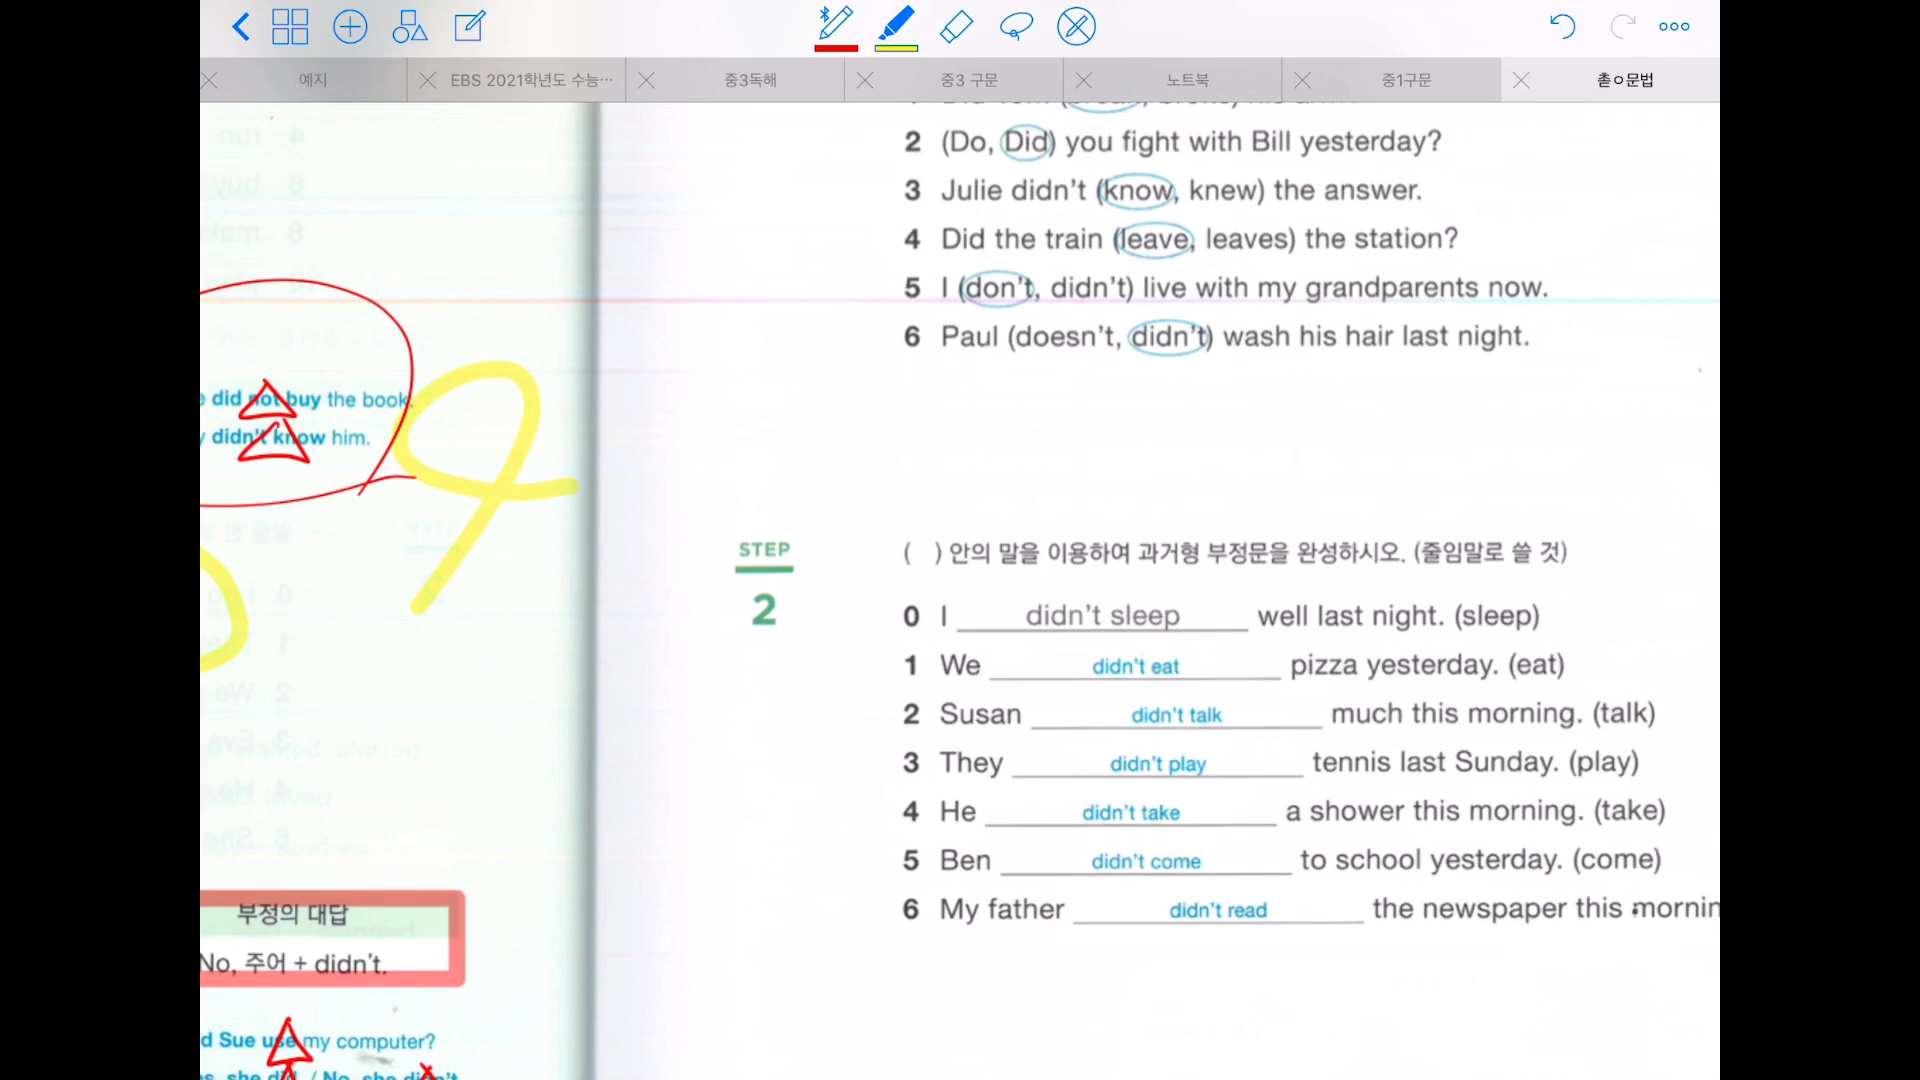 예지
EBS 2021학년도 수능…
중3독해
중3 구문
노트북
중1구문
촏ㅇ문법
2 (Do, Did) you fight with Bill yesterday?
3 Julie didn't (know, knew) the answer.
4 Did the train (leave, leaves) the station?
5 I (don't, didn't) live with my grandparents now.
6 Paul (doesn't, didn't) wash his hair last night.
did not buy the book.
didn't know him.
STEP
2
( ) 안의 말을 이용하여 과거형 부정문을 완성하시오. (줄임말로 쓸 것)
0 I didn't sleep well last night. (sleep)
1 We didn't eat pizza yesterday. (eat)
2 Susan didn't talk much this morning. (talk)
3 They didn't play tennis last Sunday. (play)
4 He didn't take a shower this morning. (take)
5 Ben didn't come to school yesterday. (come)
6 My father didn't read the newspaper this mornin
부정의 대답
No, 주어 + didn't.
d Sue use my computer?
she did. / No, she didn't